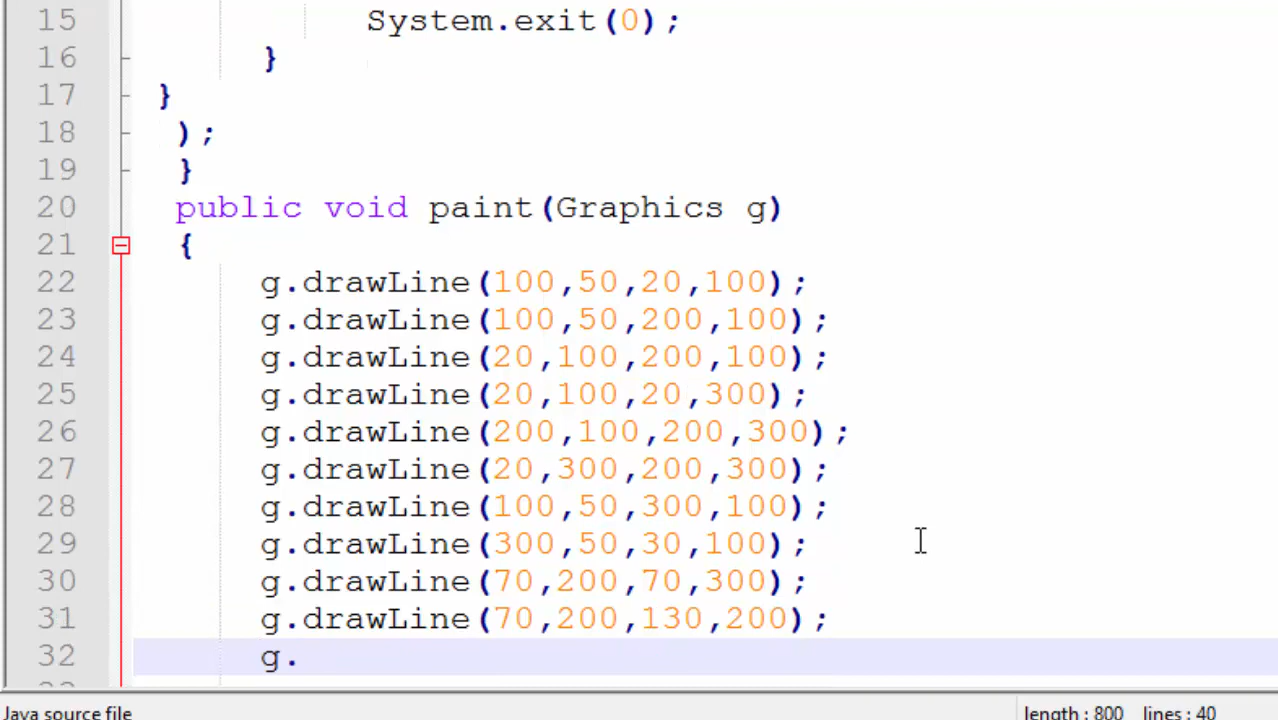 15 System.exit(0);
16 }
17 }
18 );
19 }
20 public void paint(Graphics g)
21 {
22 g.drawLine(100,50,20,100);
23 g.drawLine(100,50,200,100);
24 g.drawLine(20,100,200,100);
25 g.drawLine(20,100,20,300);
26 g.drawLine(200,100,200,300);
27 g.drawLine(20,300,200,300);
28 g.drawLine(100,50,300,100);
29 g.drawLine(300,50,30,100);
30 g.drawLine(70,200,70,300);
31 g.drawLine(70,200,130,200);
32 g.
Java source file length : 800 lines : 40